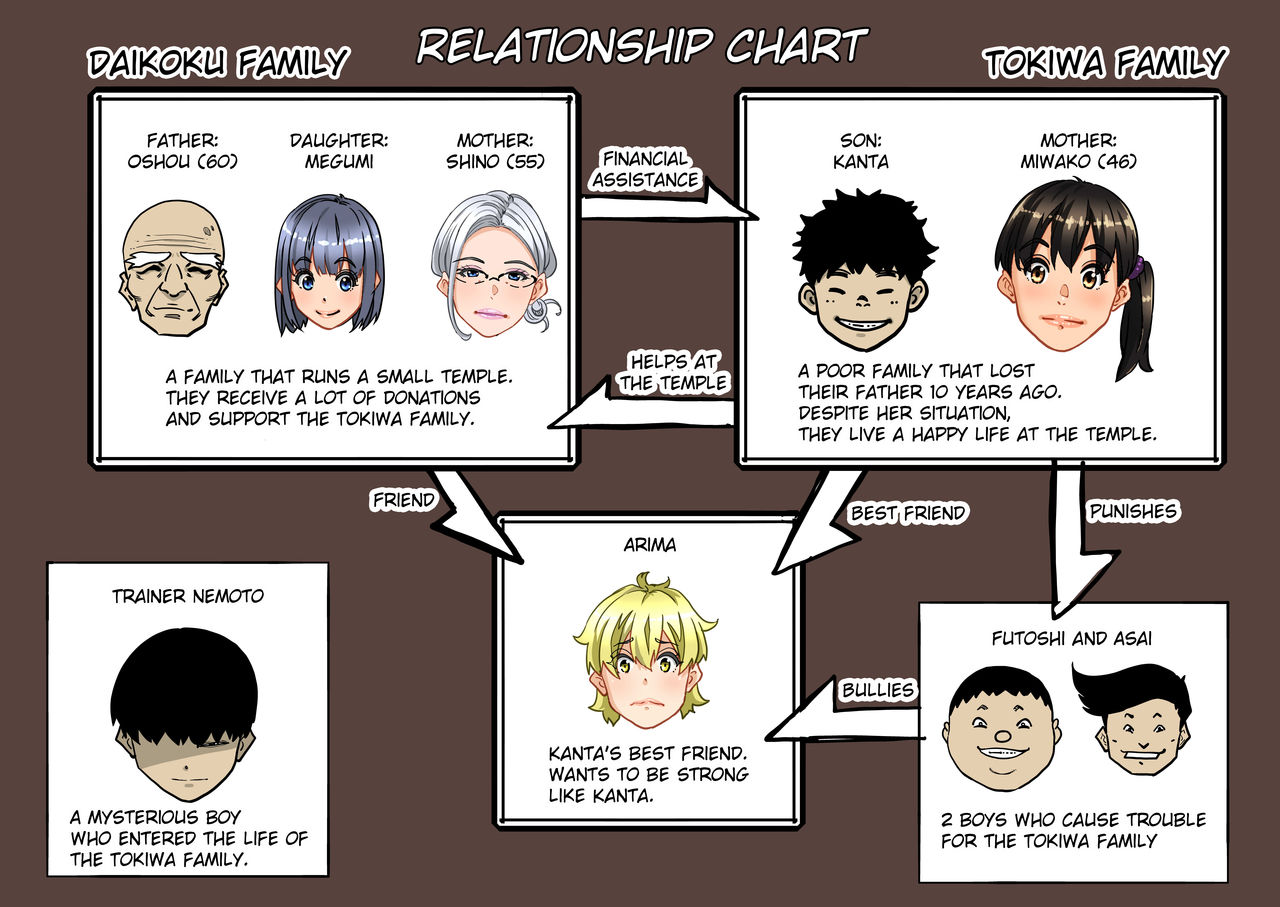 RELATIONSHIP CHART
DAIKOKU FAMILY
TOKIWA FAMILY
FATHER:
OSHOU (60)
DAUGHTER:
MEGUMI
MOTHER:
SHINO (55)
A FAMILY THAT RUNS A SMALL TEMPLE.
THEY RECEIVE A LOT OF DONATIONS
AND SUPPORT THE TOKIWA FAMILY.
FINANCIAL
ASSISTANCE
HELPS AT
THE TEMPLE
SON:
KANTA
MOTHER:
MIWAKO (46)
A POOR FAMILY THAT LOST
THEIR FATHER 10 YEARS AGO.
DESPITE HER SITUATION,
THEY LIVE A HAPPY LIFE AT THE TEMPLE.
FRIEND
BEST FRIEND
PUNISHES
TRAINER NEMOTO
A MYSTERIOUS BOY
WHO ENTERED THE LIFE OF
THE TOKIWA FAMILY.
ARIMA
KANTA'S BEST FRIEND.
WANTS TO BE STRONG
LIKE KANTA.
BULLIES
FUTOSHI AND ASAI
2 BOYS WHO CAUSE TROUBLE
FOR THE TOKIWA FAMILY